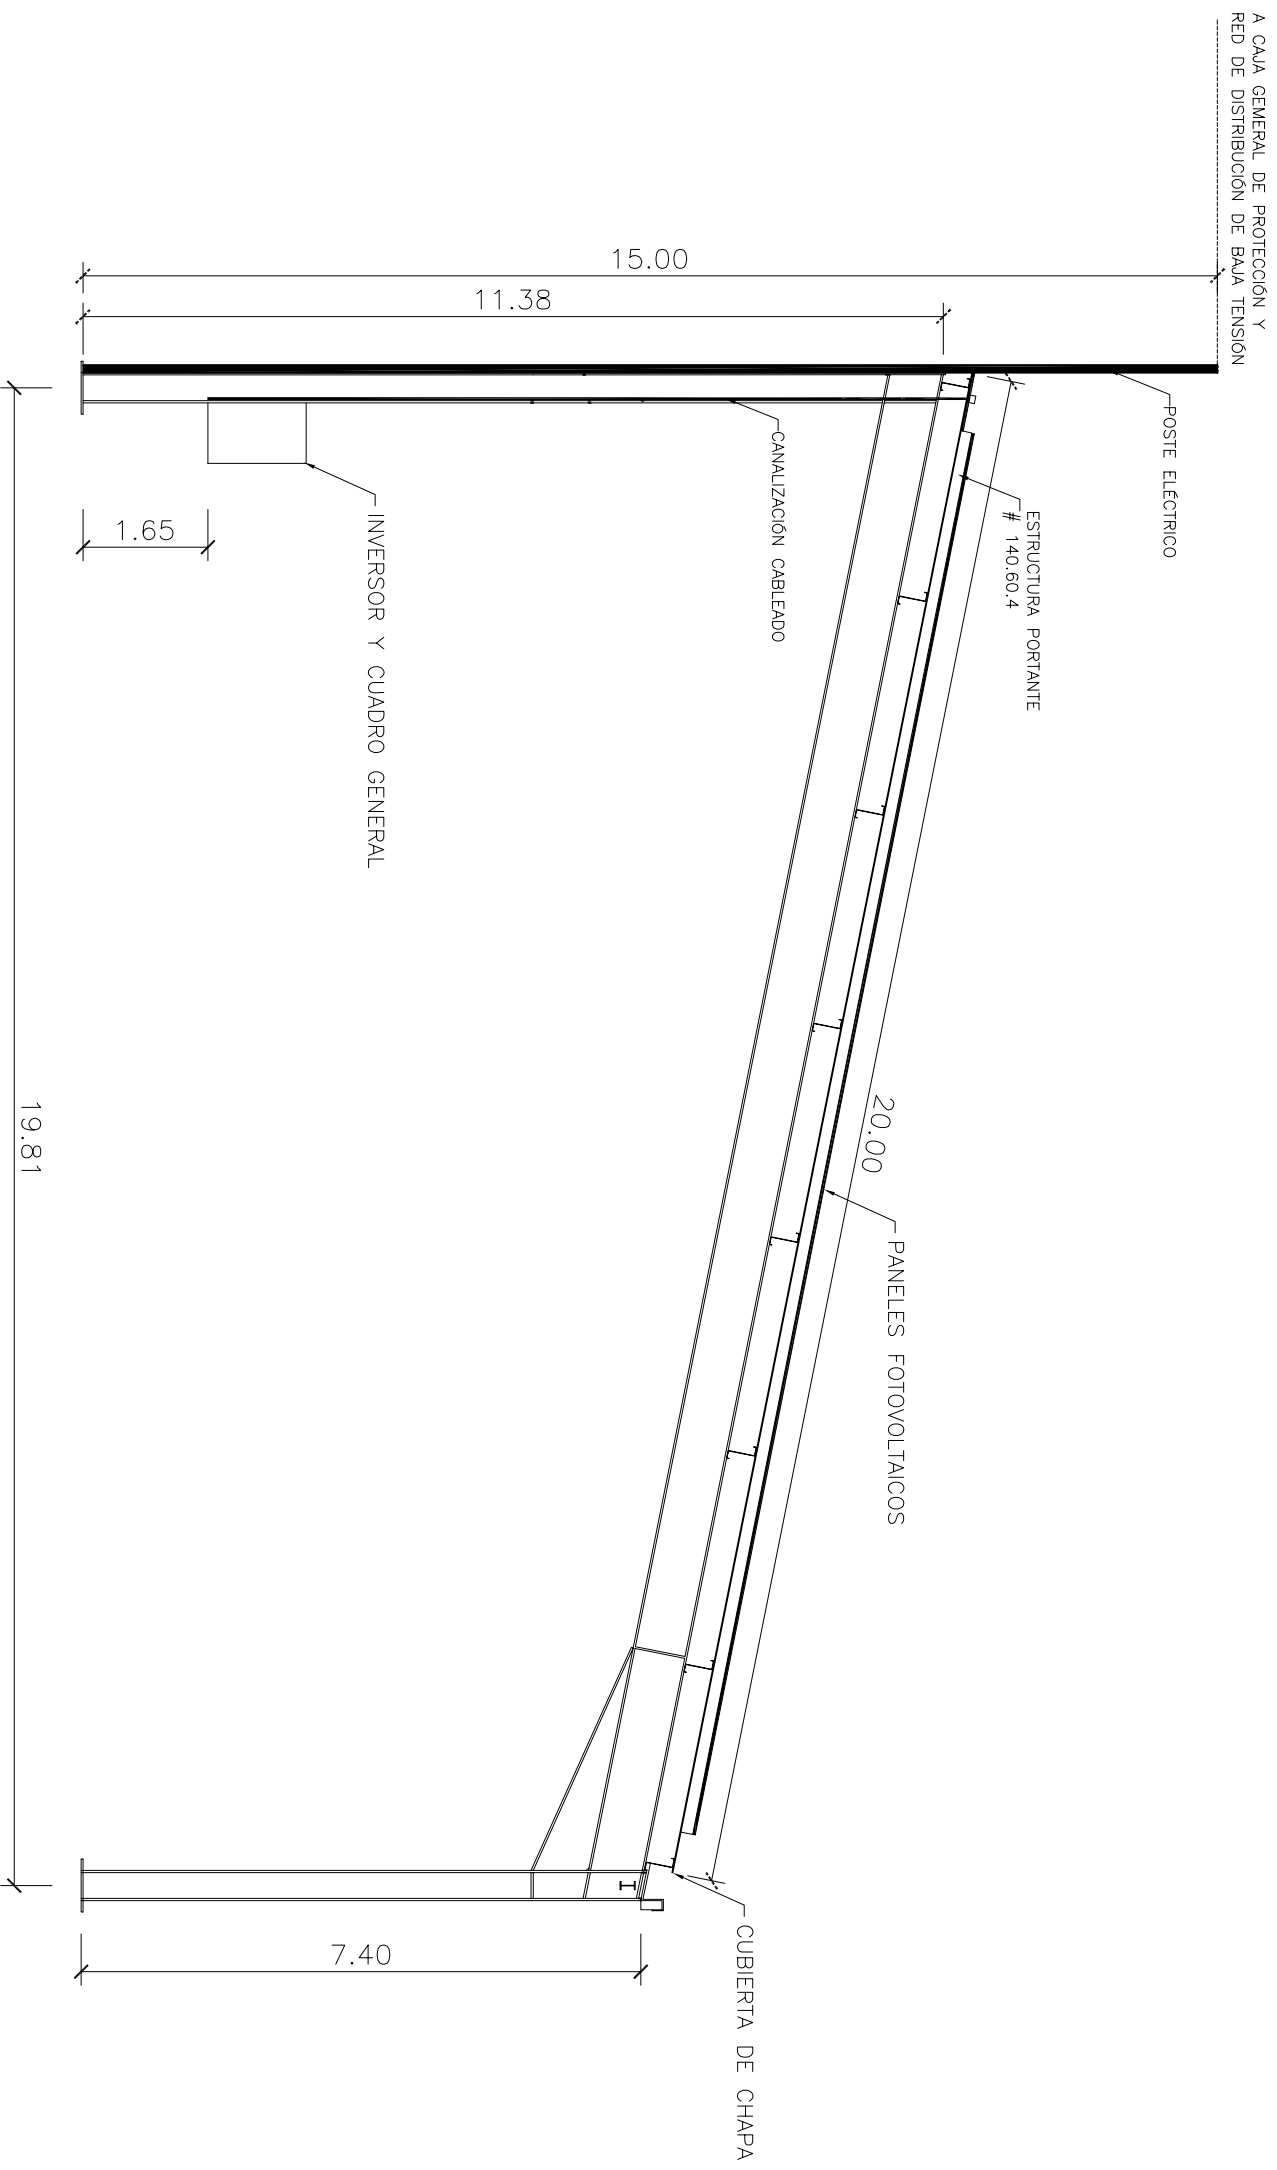 A CAJA GEMERAL DE PROTECCIÓN Y
RED DE DISTRIBUCIÓN DE BAJA TENSIÓN
15.00
11.38
POSTE ELÉCTRICO
ESTRUCTURA PORTANTE
# 140.60.4
CANALIZACIÓN CABLEADO
1.65
INVERSOR Y CUADRO GENERAL
20.00
PANELES FOTOVOLTAICOS
19.81
7.40
CUBIERTA DE CHAPA